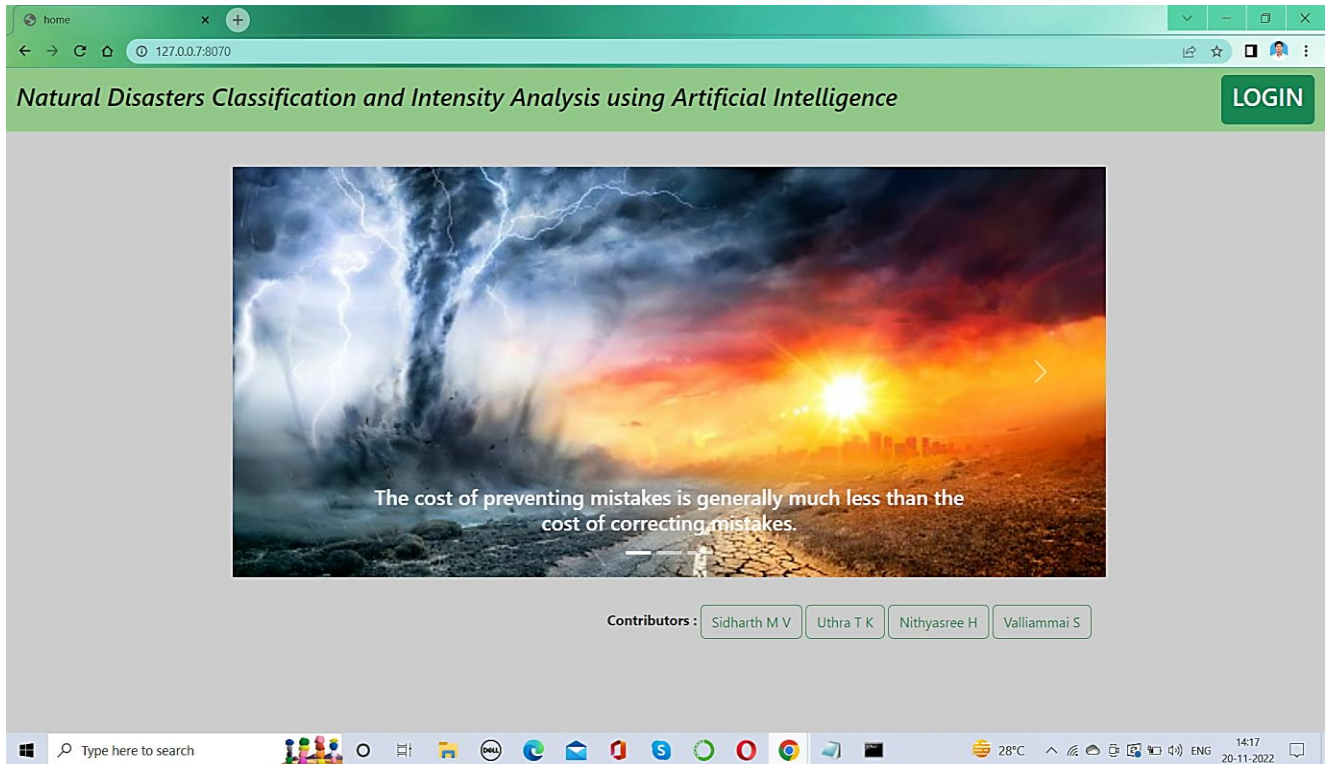 home
127.0.0.7:8070
Natural Disasters Classification and Intensity Analysis using Artificial Intelligence
LOGIN
The cost of preventing mistakes is generally much less than the
cost of correcting mistakes.
Contributors : Sidharth M V Uthra T K Nithyasree H Valliammai S
Type here to search
DELL
S
28°C
ENG
14:17
20-11-2022